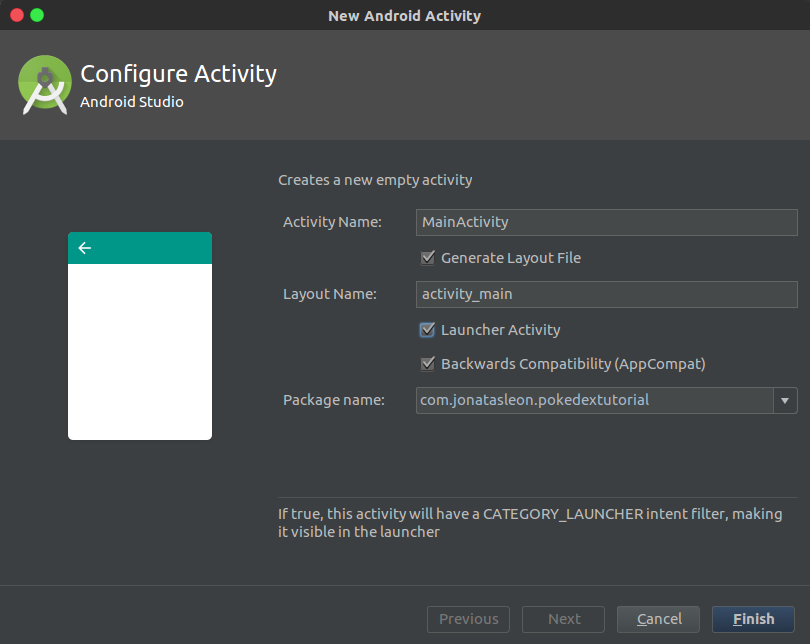 New Android Activity
Configure Activity
Android Studio
Creates a new empty activity
Activity Name: MainActivity
Generate Layout File
Layout Name: activity_main
Launcher Activity
Backwards Compatibility (AppCompat)
Package name: com.jonatasleon.pokedextutorial
If true, this activity will have a CATEGORY_LAUNCHER intent filter, making
it visible in the launcher
Previous Next Cancel Finish